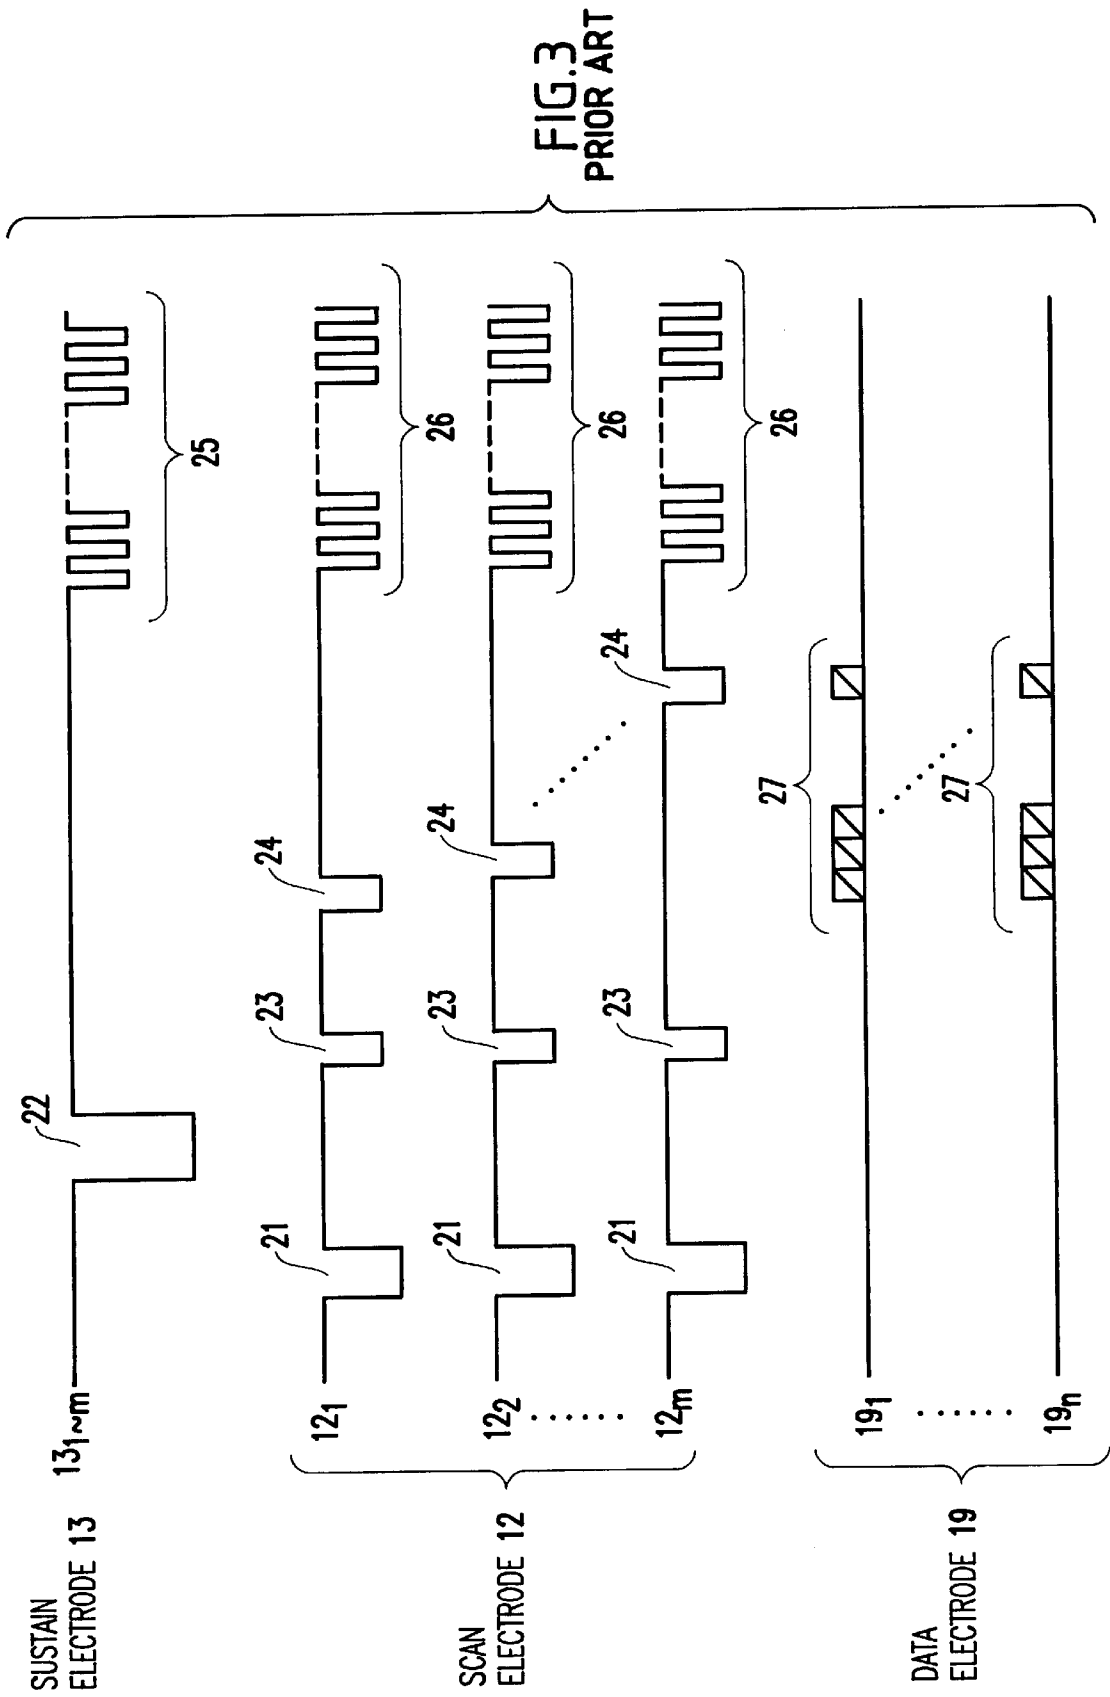 SUSTAIN
ELECTRODE 13
13₁~m
22
25
SCAN
ELECTRODE 12
12₁
21
23
24
26
12₂
21
23
24
26
12m
21
23
24
26
DATA
ELECTRODE 19
19₁
27
19n
27
FIG.3
PRIOR ART